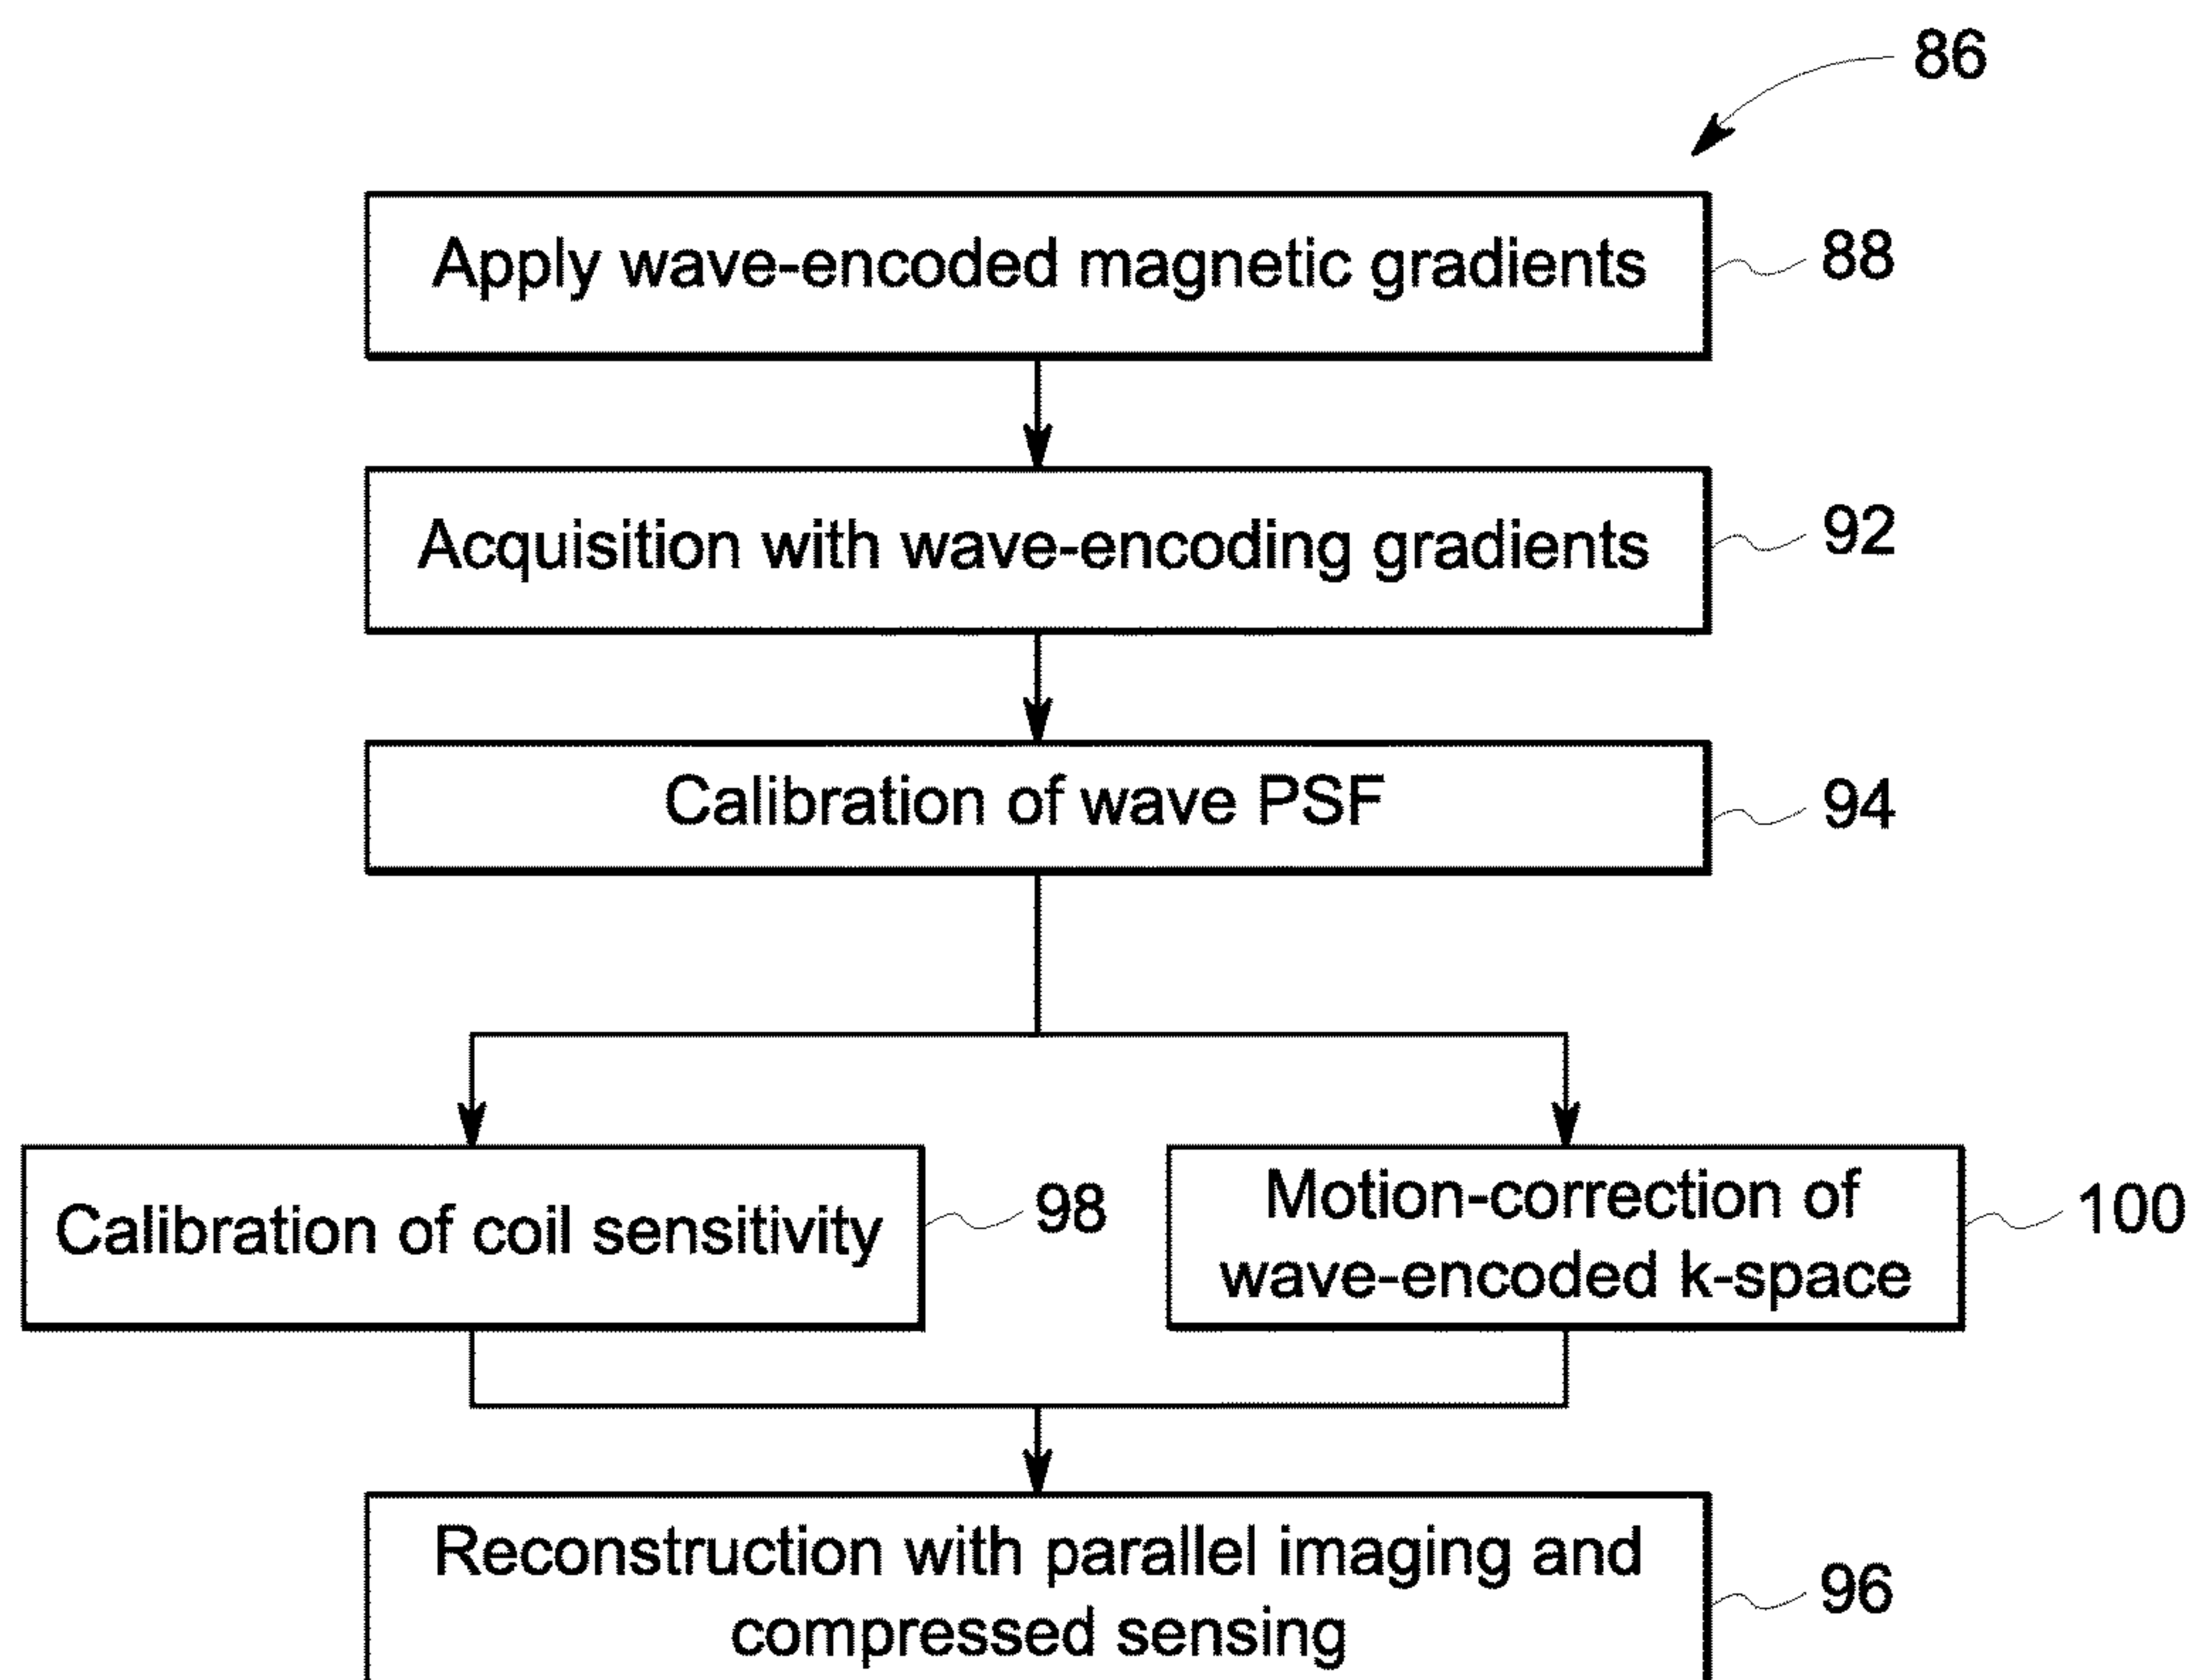 86
Apply wave-encoded magnetic gradients
88
Acquisition with wave-encoding gradients
92
Calibration of wave PSF
94
Calibration of coil sensitivity
98
Motion-correction of
wave-encoded k-space
100
Reconstruction with parallel imaging and
compressed sensing
96